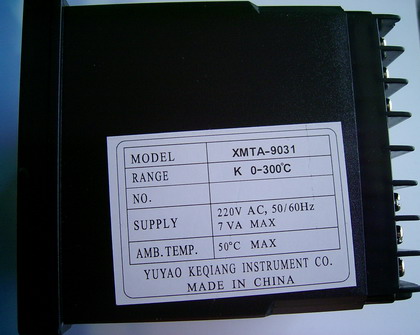 MODEL XMTA-9031
RANGE K 0-300℃
NO.
SUPPLY 220V AC, 50/60Hz
7 VA MAX
AMB.TEMP. 50°C MAX
YUYAO KEQIANG INSTRUMENT CO.
MADE IN CHINA